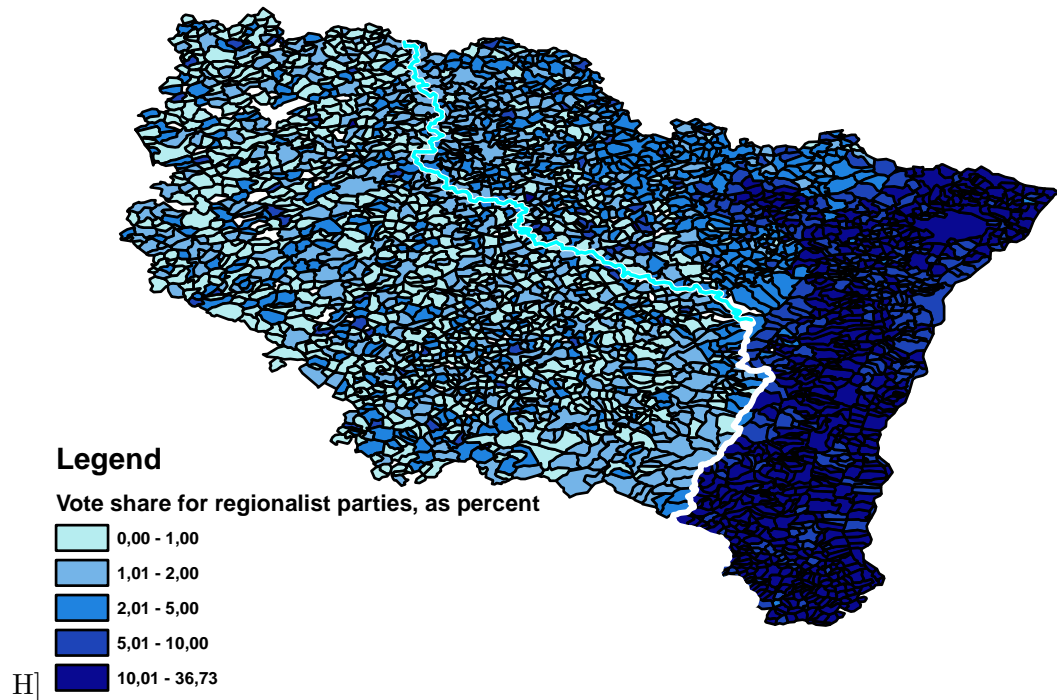 Legend
Vote share for regionalist parties, as percent
0,00 - 1,00
1,01 - 2,00
2,01 - 5,00
5,01 - 10,00
10,01 - 36,73
H]